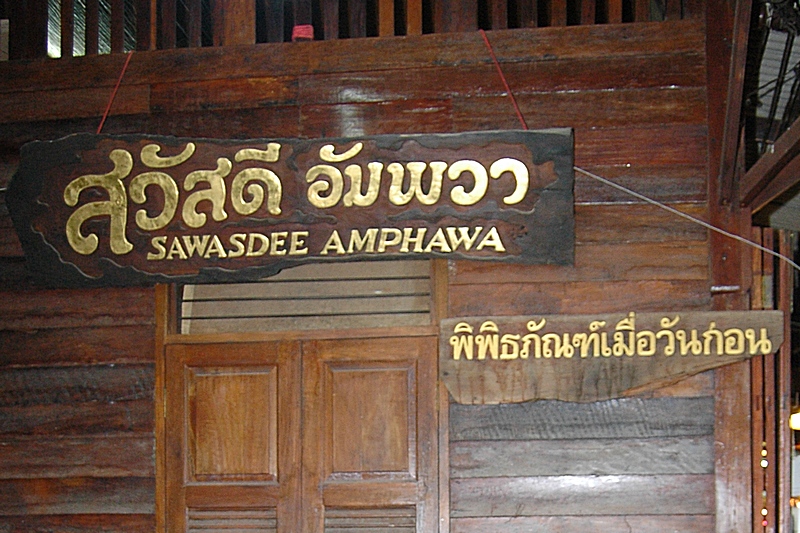 สวัสดี อัมพวา
SAWASDEE AMPHAWA
พิพิธภัณฑ์เมื่อวันก่อน